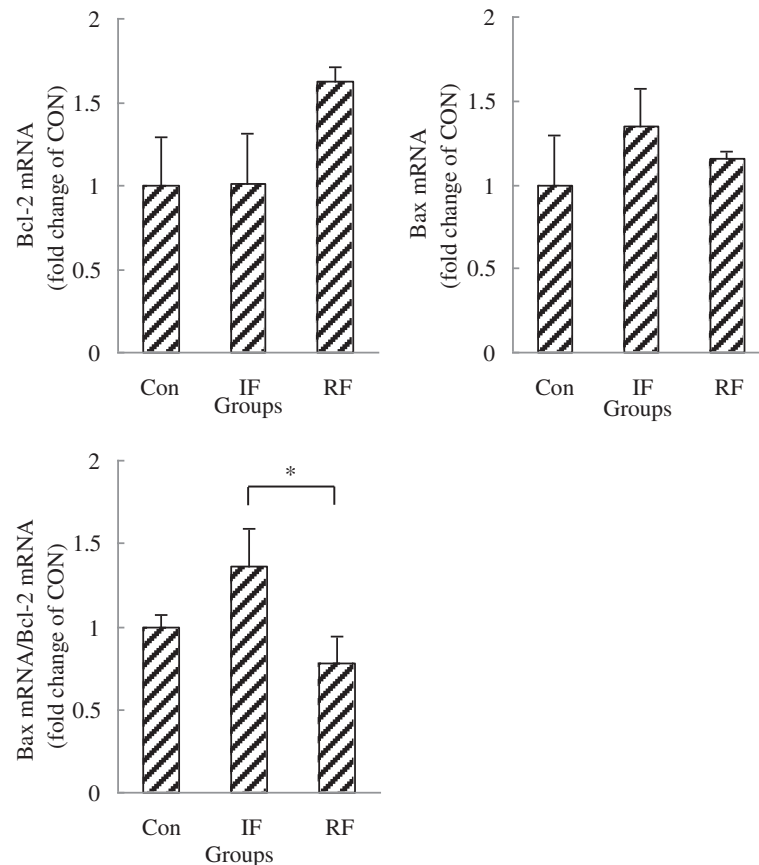 Bcl-2 mRNA
(fold change of CON)
2
1.5
1
0.5
0
Con IF RF
Groups
Bax mRNA
(fold change of CON)
2
1.5
1
0.5
0
Con IF RF
Groups
Bax mRNA/Bcl-2 mRNA
(fold change of CON)
2
1.5
1
0.5
0
*
Con IF RF
Groups